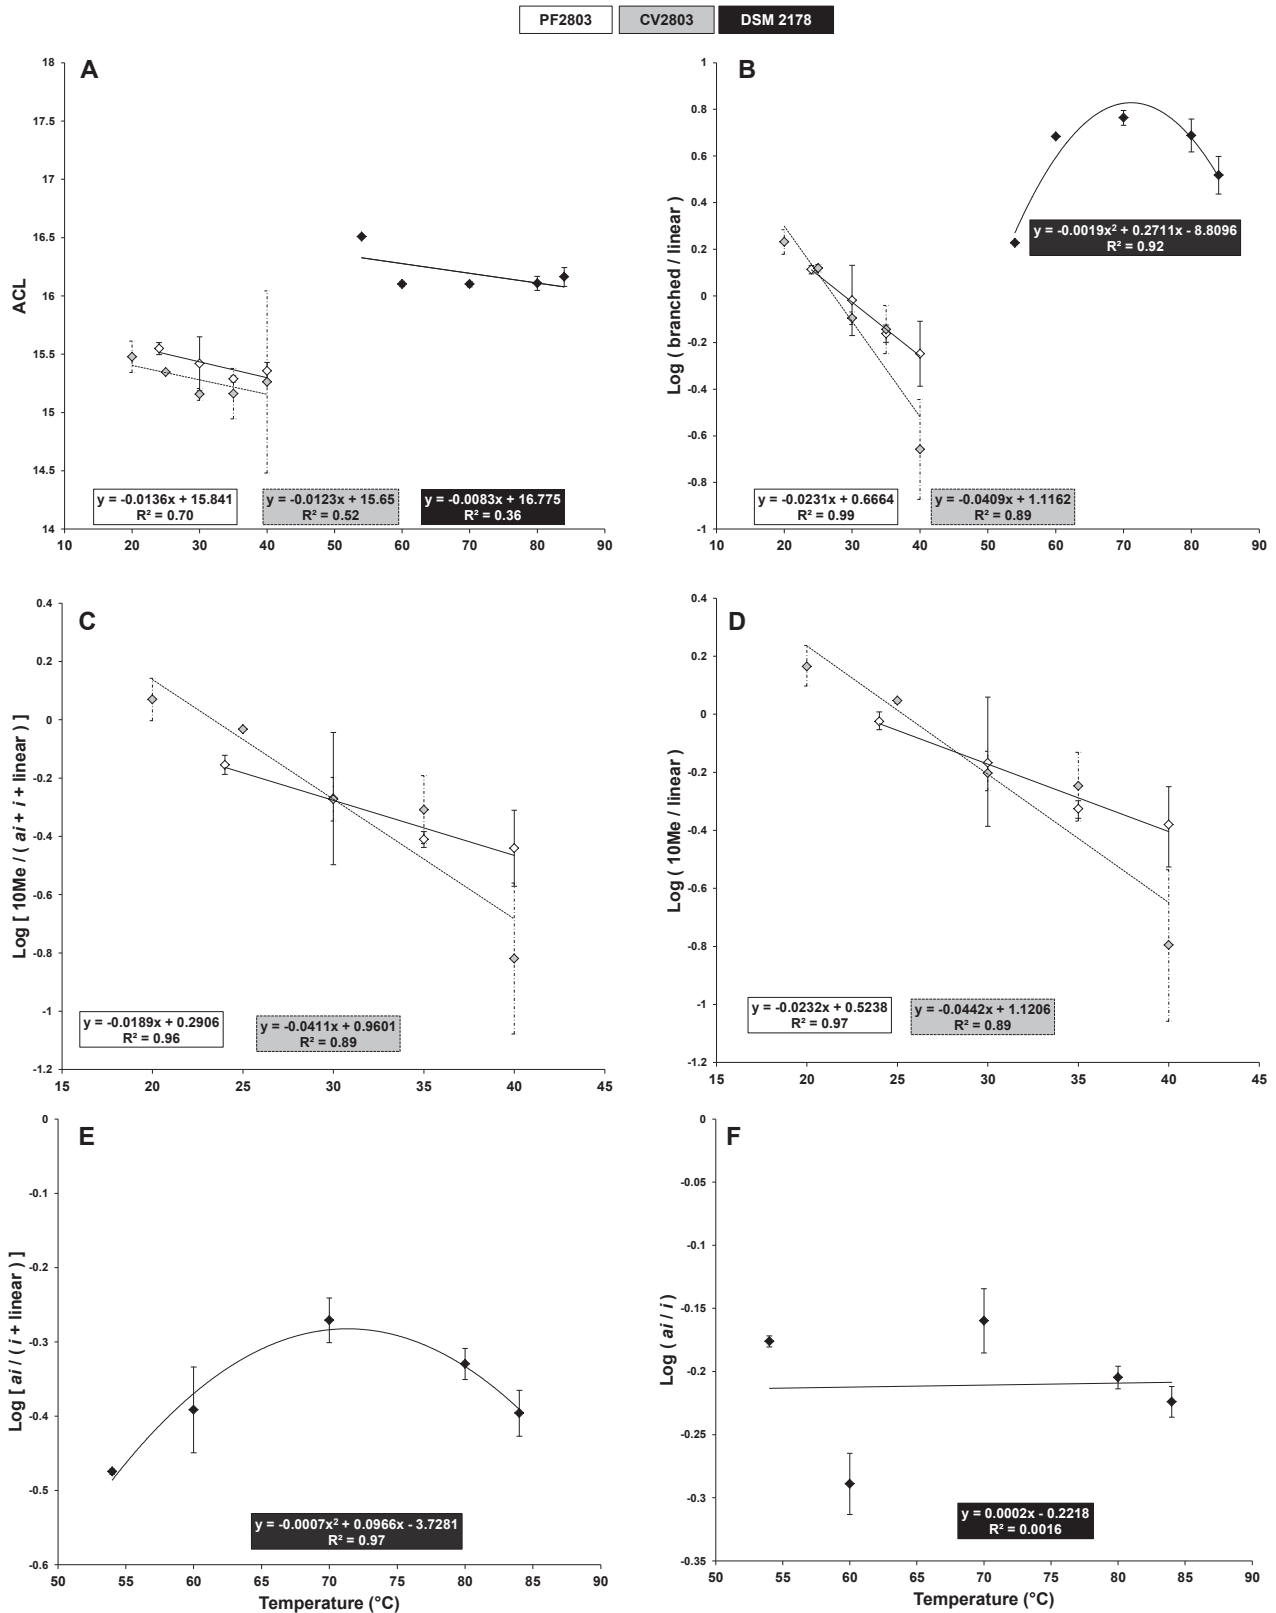 PF2803 CV2803 DSM 2178
A
18
17.5
17
16.5
16
15.5
15
14.5
14
ACL
y = -0.0136x + 15.841
R² = 0.70
y = -0.0123x + 15.65
R² = 0.52
y = -0.0083x + 16.775
R² = 0.36
10 20 30 40 50 60 70 80 90
B
1
0.8
0.6
0.4
0.2
0
-0.2
-0.4
-0.6
-0.8
-1
Log ( branched / linear )
y = -0.0019x² + 0.2711x - 8.8096
R² = 0.92
y = -0.0231x + 0.6664
R² = 0.99
y = -0.0409x + 1.1162
R² = 0.89
10 20 30 40 50 60 70 80 90
C
0.4
0.2
0
-0.2
-0.4
-0.6
-0.8
-1
-1.2
Log [ 10Me / ( ai + i + linear ) ]
y = -0.0189x + 0.2906
R² = 0.96
y = -0.0411x + 0.9601
R² = 0.89
15 20 25 30 35 40 45
D
0.4
0.2
0
-0.2
-0.4
-0.6
-0.8
-1
-1.2
Log ( 10Me / linear )
y = -0.0232x + 0.5238
R² = 0.97
y = -0.0442x + 1.1206
R² = 0.89
15 20 25 30 35 40 45
E
0
-0.1
-0.2
-0.3
-0.4
-0.5
-0.6
Log [ ai / ( i + linear ) ]
y = -0.0007x² + 0.0966x - 3.7281
R² = 0.97
50 55 60 65 70 75 80 85 90
Temperature (°C)
F
0
-0.05
-0.1
-0.15
-0.2
-0.25
-0.3
-0.35
Log ( ai / i )
y = 0.0002x - 0.2218
R² = 0.0016
50 55 60 65 70 75 80 85 90
Temperature (°C)